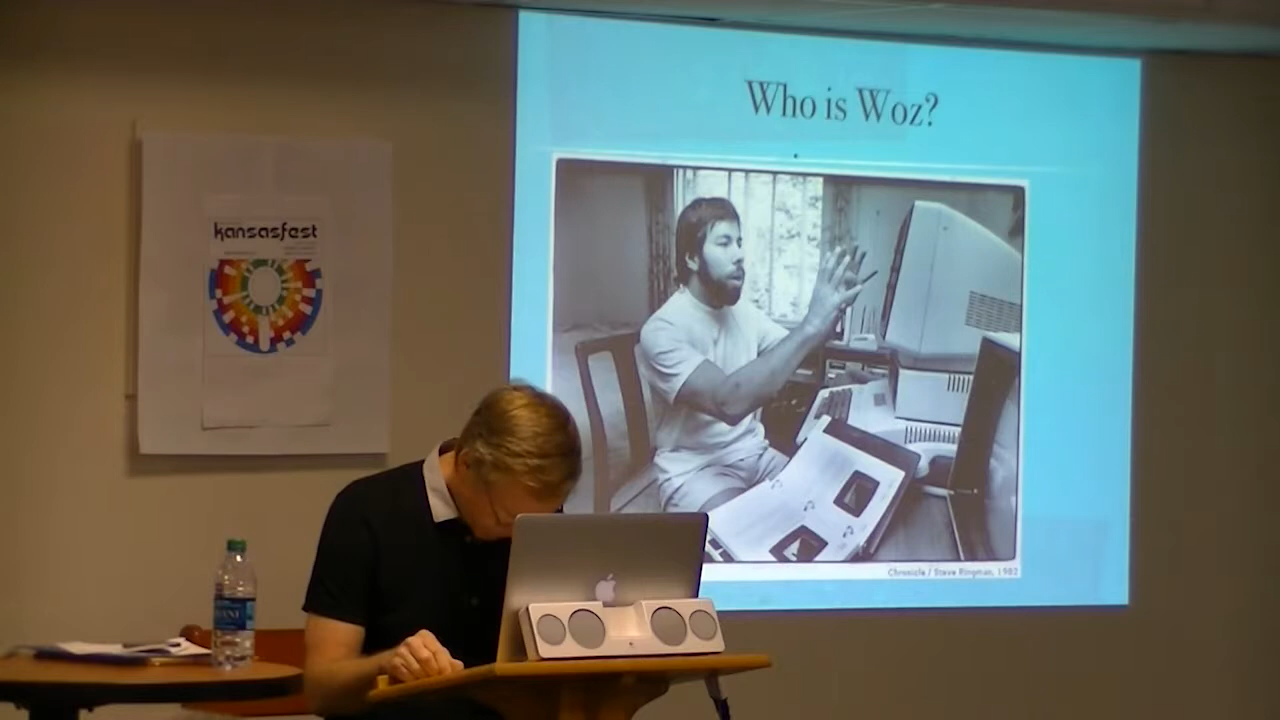 Who is Woz?
kansasfest
Chronicle / Steve Ringman, 1982